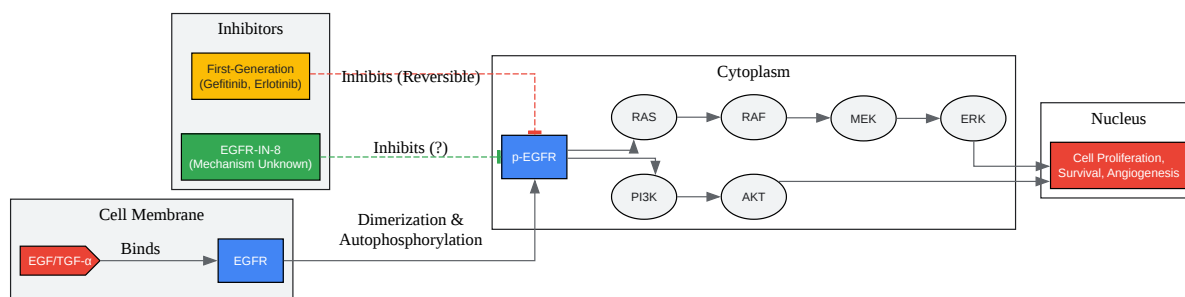 Inhibitors
First-Generation
(Gefitinib, Erlotinib)
Inhibits (Reversible)
EGFR-IN-8
(Mechanism Unknown)
Inhibits (?)
Cell Membrane
EGF/TGF-α
Binds
EGFR
Dimerization &
Autophosphorylation
Cytoplasm
p-EGFR
RAS
RAF
MEK
ERK
PI3K
AKT
Nucleus
Cell Proliferation,
Survival, Angiogenesis